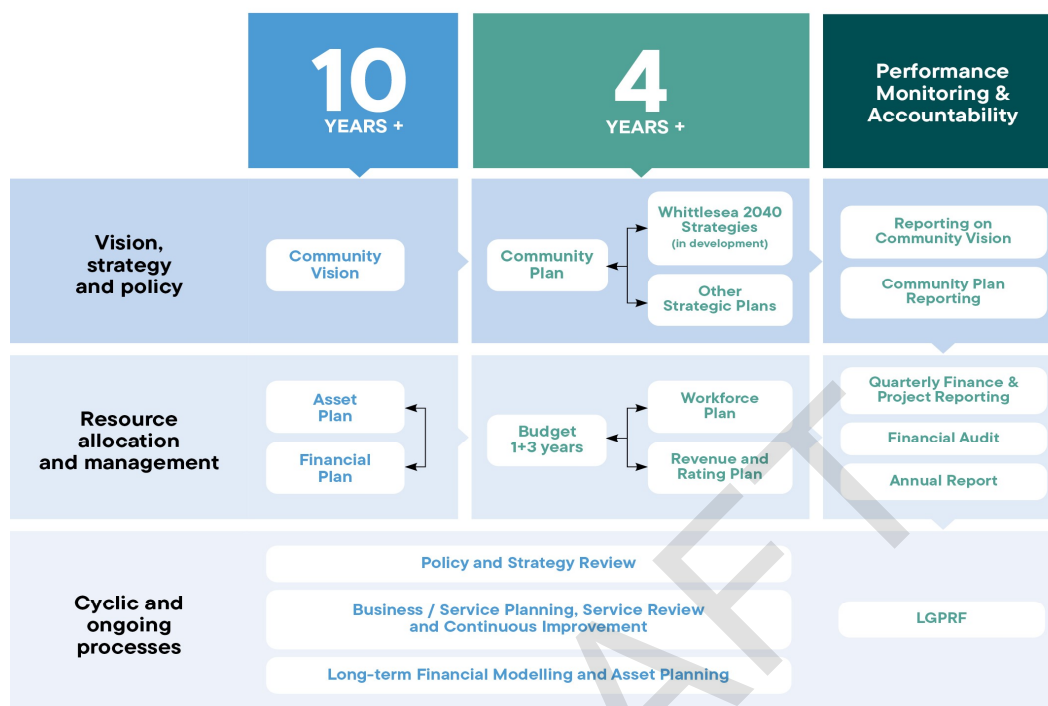 10
YEARS +
4
YEARS +
Performance
Monitoring &
Accountability
Vision,
strategy
and policy
Community
Vision
Community
Plan
Whittlesea 2040
Strategies
(in development)
Other
Strategic Plans
Reporting on
Community Vision
Community Plan
Reporting
Resource
allocation
and management
Asset
Plan
Financial
Plan
Budget
1+3 years
Workforce
Plan
Revenue and
Rating Plan
Quarterly Finance &
Project Reporting
Financial Audit
Annual Report
Cyclic and
ongoing
processes
Policy and Strategy Review
Business / Service Planning, Service Review
and Continuous Improvement
Long-term Financial Modelling and Asset Planning
LGPRF
AFT